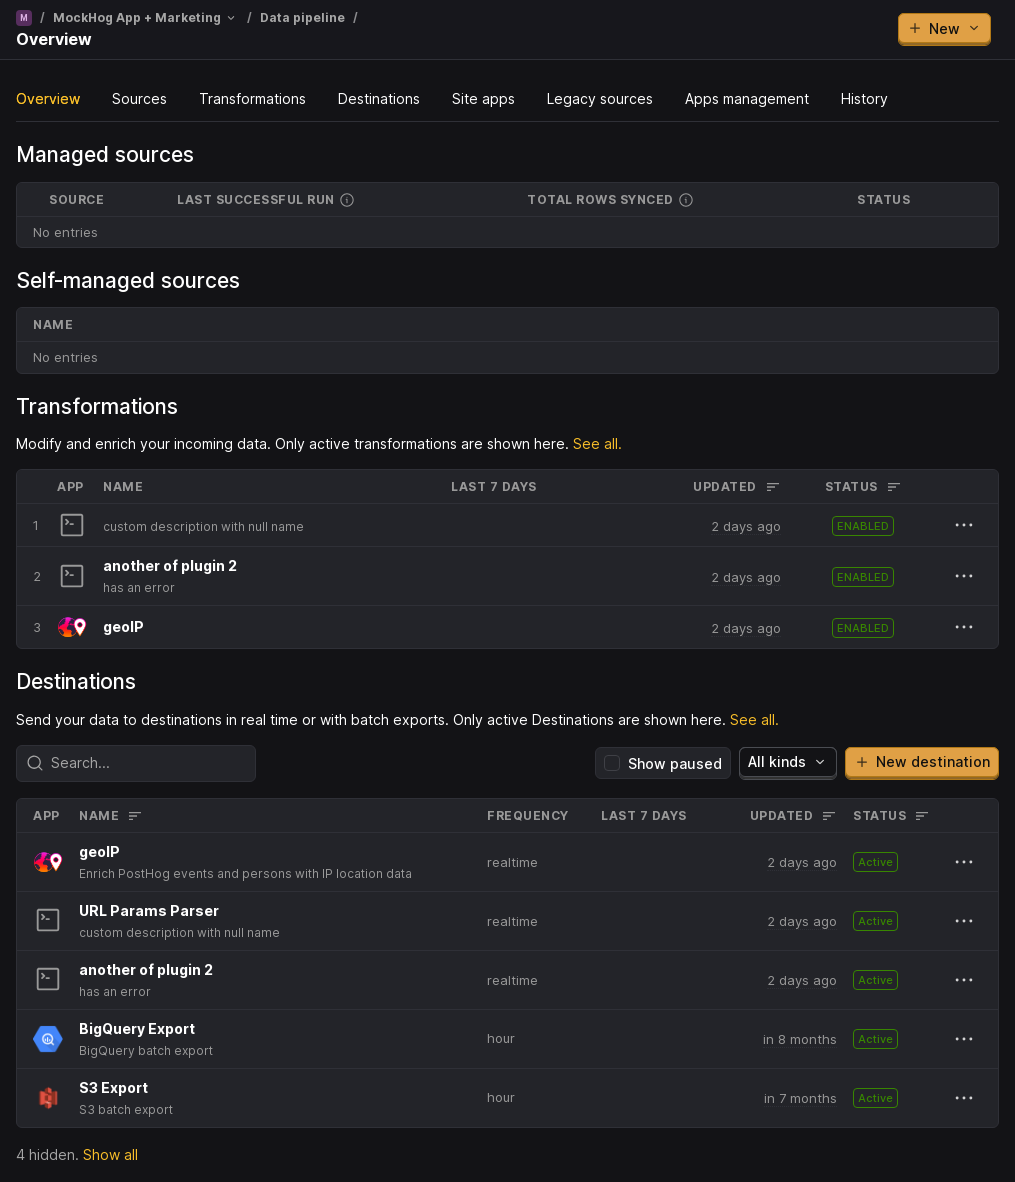 M / MockHog App + Marketing / Data pipeline /
Overview
+ New
Overview Sources Transformations Destinations Site apps Legacy sources Apps management History
Managed sources
SOURCE LAST SUCCESSFUL RUN TOTAL ROWS SYNCED STATUS
No entries
Self-managed sources
NAME
No entries
Transformations
Modify and enrich your incoming data. Only active transformations are shown here. See all.
APP NAME LAST 7 DAYS UPDATED STATUS
1 custom description with null name 2 days ago ENABLED
another of plugin 2
2 has an error 2 days ago ENABLED
3 geoIP 2 days ago ENABLED
Destinations
Send your data to destinations in real time or with batch exports. Only active Destinations are shown here. See all.
Search... Show paused All kinds + New destination
APP NAME FREQUENCY LAST 7 DAYS UPDATED STATUS
geoIP
Enrich PostHog events and persons with IP location data realtime 2 days ago Active
URL Params Parser
custom description with null name realtime 2 days ago Active
another of plugin 2
has an error realtime 2 days ago Active
BigQuery Export
BigQuery batch export hour in 8 months Active
S3 Export
S3 batch export hour in 7 months Active
4 hidden. Show all